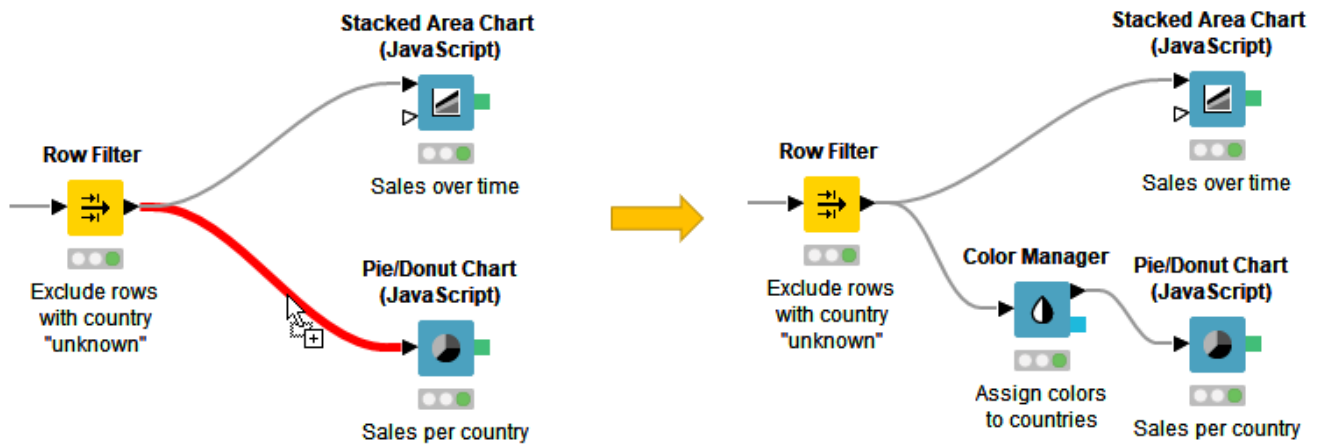 Stacked Area Chart
(JavaScript)
Sales over time
Row Filter
Exclude rows
with country
"unknown"
Pie/Donut Chart
(JavaScript)
Sales per country
Stacked Area Chart
(JavaScript)
Sales over time
Row Filter
Exclude rows
with country
"unknown"
Color Manager
Assign colors
to countries
Pie/Donut Chart
(JavaScript)
Sales per country